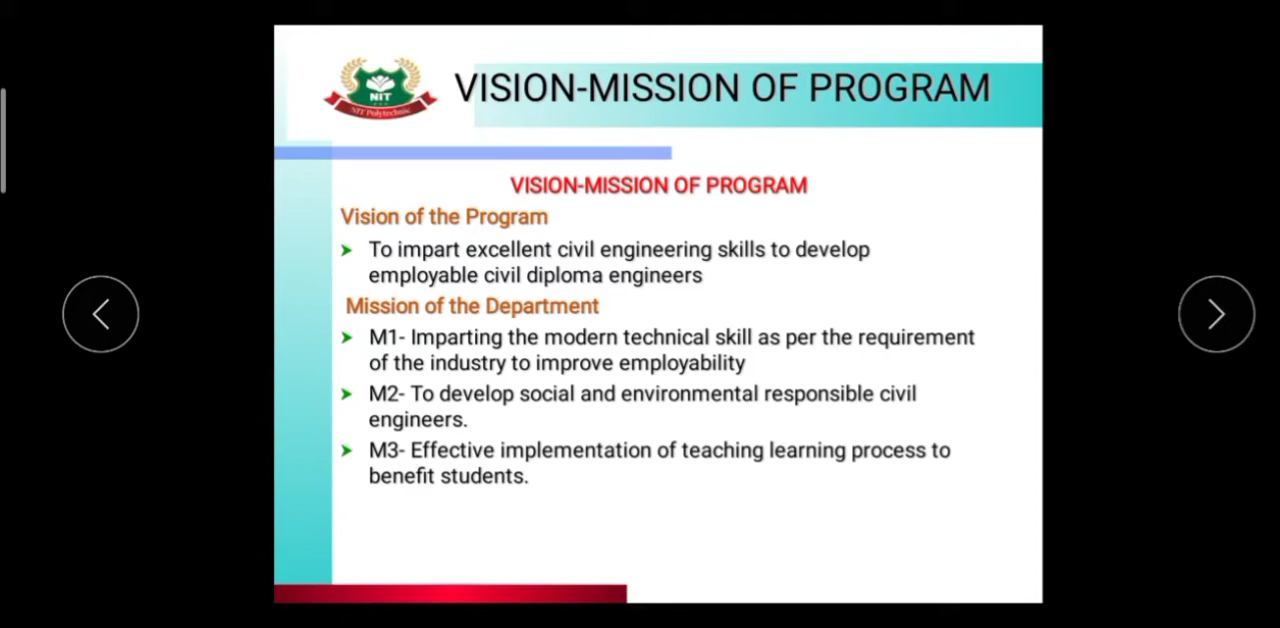 NIT
NIT Polytechnic
VISION-MISSION OF PROGRAM
VISION-MISSION OF PROGRAM
Vision of the Program
To impart excellent civil engineering skills to develop
employable civil diploma engineers
Mission of the Department
M1- Imparting the modern technical skill as per the requirement
of the industry to improve employability
M2- To develop social and environmental responsible civil
engineers.
M3- Effective implementation of teaching learning process to
benefit students.